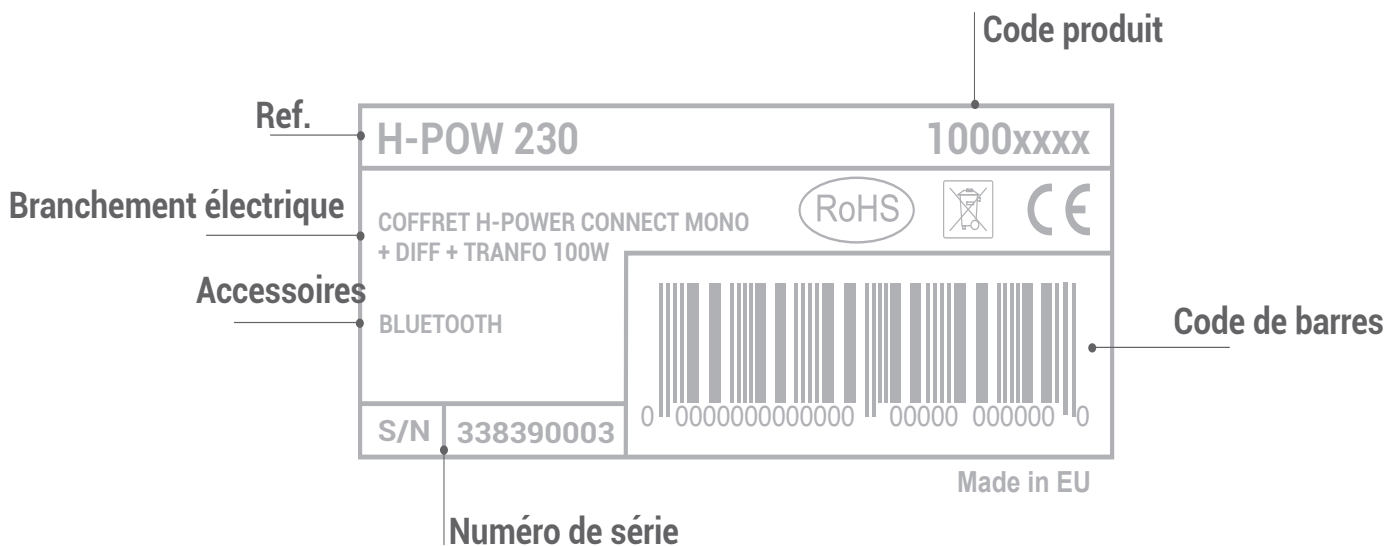 Code produit
Ref.
H-POW 230
1000xxxx
Branchement électrique
COFFRET H-POWER CONNECT MONO
+ DIFF + TRANFO 100W
RoHS
CE
Accessoires
BLUETOOTH
Code de barres
0 0000000000000 00000 000000 0
S/N
338390003
Made in EU
Numéro de série